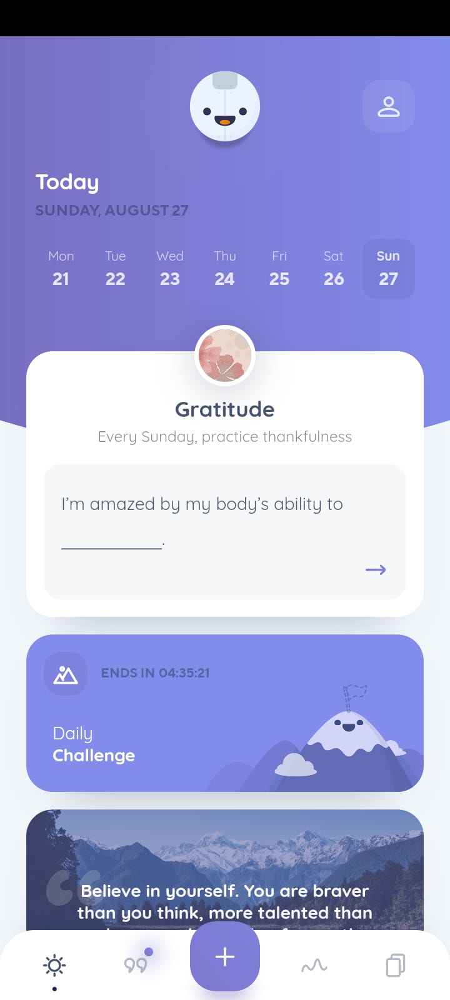 Today
SUNDAY, AUGUST 27
Mon Tue Wed Thu Fri Sat Sun
21 22 23 24 25 26 27
Gratitude
Every Sunday, practice thankfulness
I'm amazed by my body's ability to
___________.
ENDS IN 04:35:21
Daily
Challenge
Believe in yourself. You are braver
than you think, more talented than